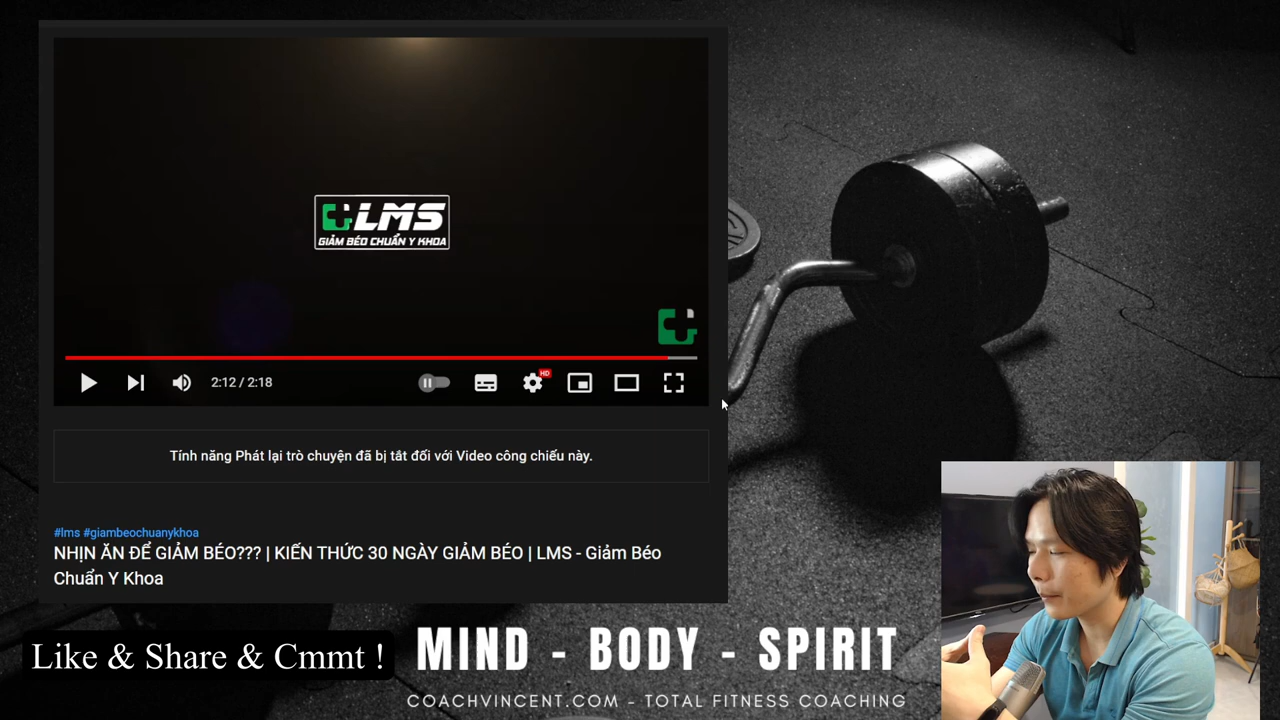 LMS
GIẢM BÉO CHUẨN Y KHOA
2:12 / 2:18
HD
Tính năng Phát lại trò chuyện đã bị tắt đối với Video công chiếu này.
#lms #giambeochuanykhoa
NHỊN ĂN ĐỂ GIẢM BÉO??? | KIẾN THỨC 30 NGÀY GIẢM BÉO | LMS - Giảm Béo
Chuẩn Y Khoa
Like & Share & Cmmt !
MIND - BODY - SPIRIT
COACHVINCENT.COM - TOTAL FITNESS COACHING